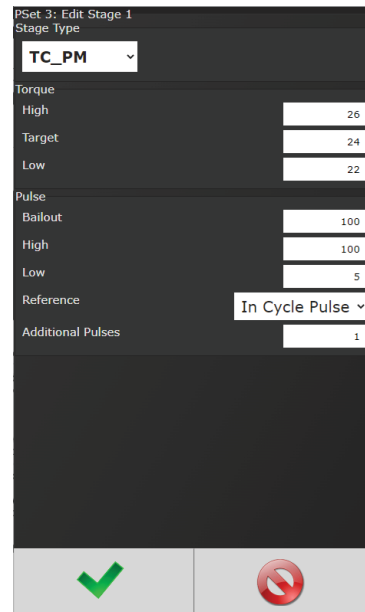 PSet 3: Edit Stage 1
Stage Type
TC_PM
Torque
High 26
Target 24
Low 22
Pulse
Bailout 100
High 100
Low 5
Reference In Cycle Pulse
Additional Pulses 1